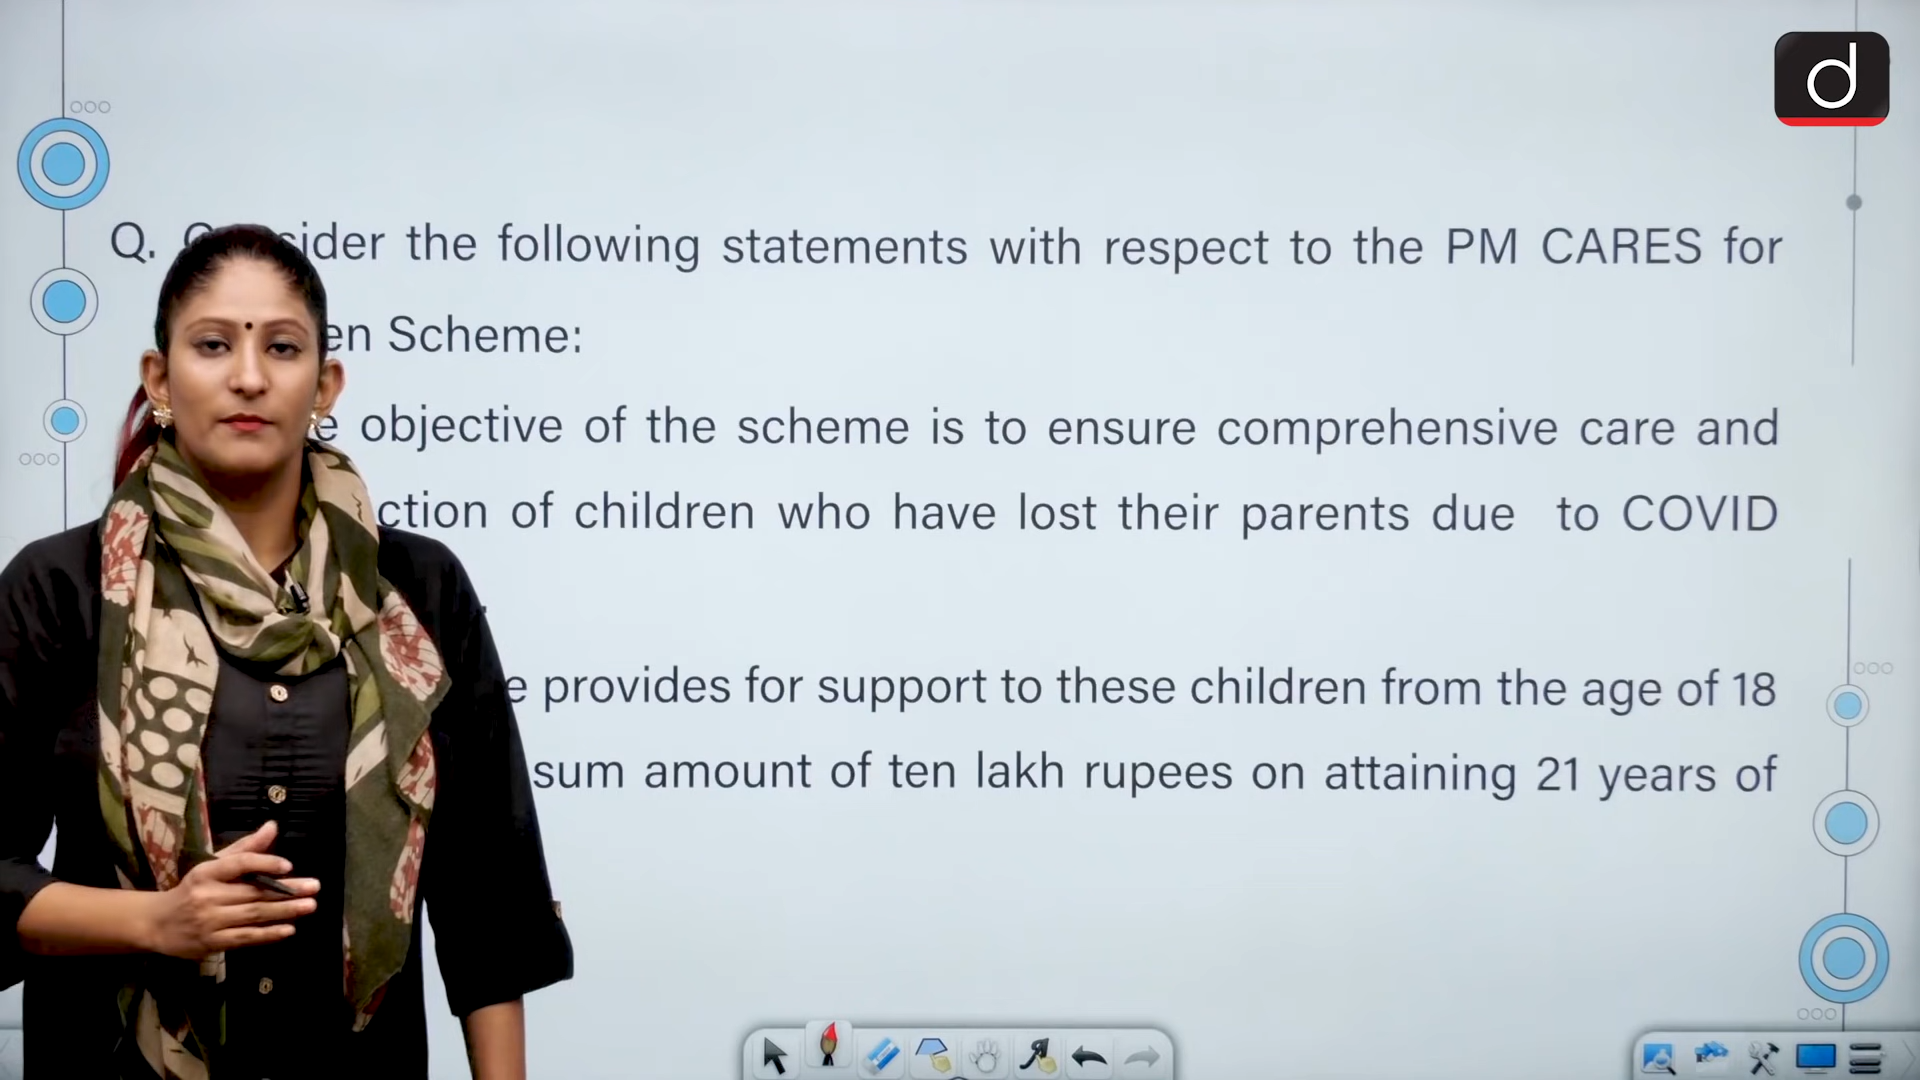 Q. Consider the following statements with respect to the PM CARES for
en Scheme:
e objective of the scheme is to ensure comprehensive care and
ction of children who have lost their parents due to COVID
e provides for support to these children from the age of 18
sum amount of ten lakh rupees on attaining 21 years of
d